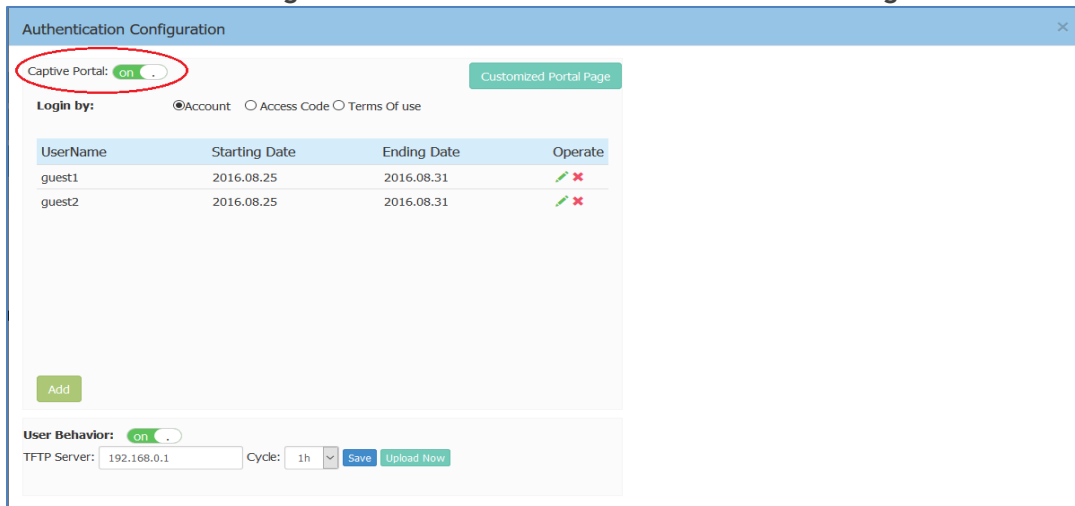 Authentication Configuration
Captive Portal: on
Customized Portal Page
Login by: Account Access Code Terms Of use
UserName Starting Date Ending Date Operate
guest1 2016.08.25 2016.08.31
guest2 2016.08.25 2016.08.31
Add
User Behavior: on
TFTP Server: 192.168.0.1 Cycle: 1h Save Upload Now